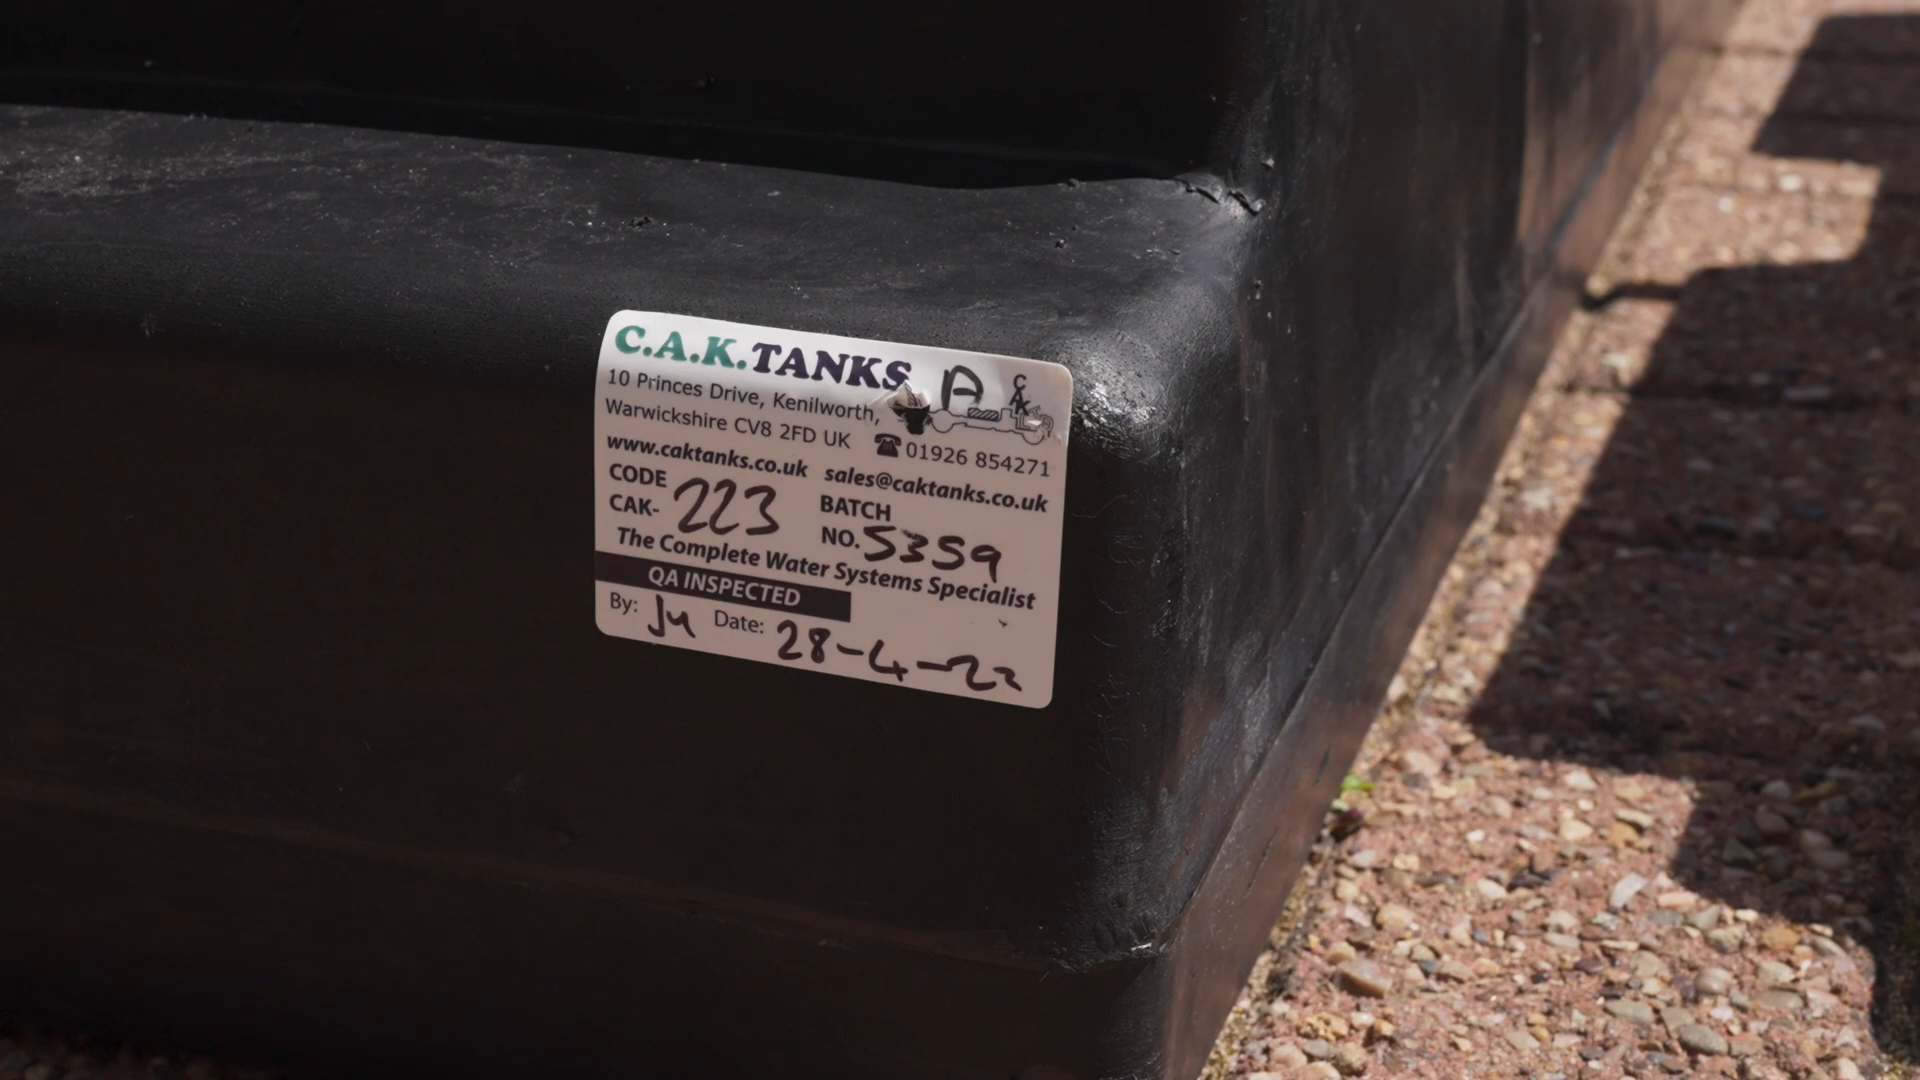 C.A.K. TANKS A
CAK
10 Princes Drive, Kenilworth,
Warwickshire CV8 2FD UK ☎ 01926 854271
www.caktanks.co.uk sales@caktanks.co.uk
CODE CAK- 223 BATCH NO. 5359
The Complete Water Systems Specialist
QA INSPECTED
By: Date: 28-4-22